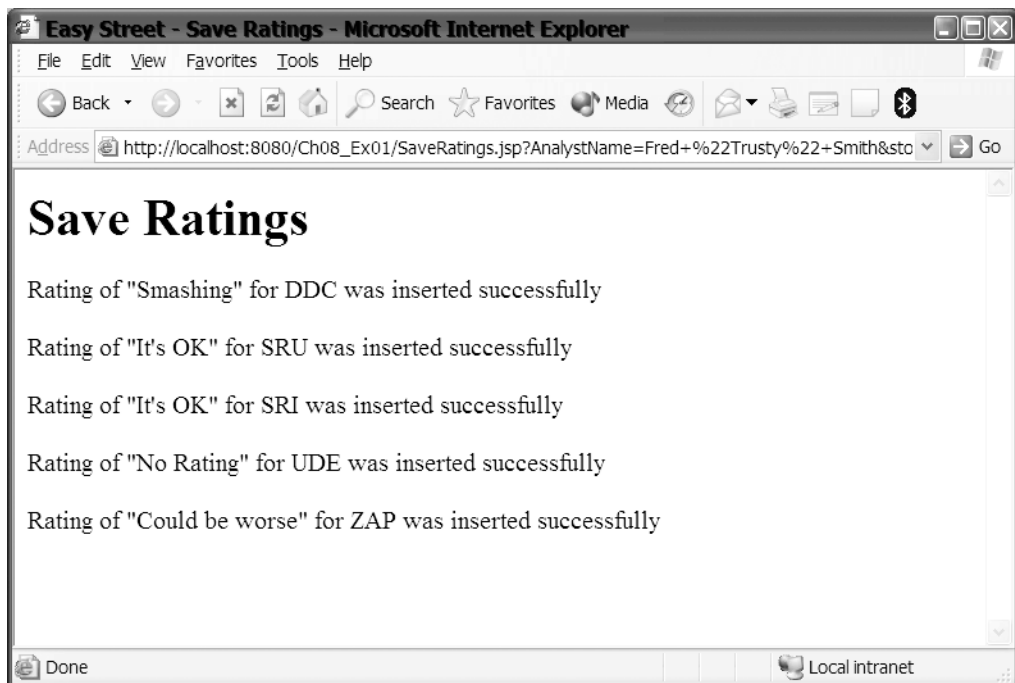 Easy Street - Save Ratings - Microsoft Internet Explorer
File Edit View Favorites Tools Help
Back Search Favorites Media
Address http://localhost:8080/Ch08_Ex01/SaveRatings.jsp?AnalystName=Fred+%22Trusty%22+Smith&sto Go
Save Ratings
Rating of "Smashing" for DDC was inserted successfully
Rating of "It's OK" for SRU was inserted successfully
Rating of "It's OK" for SRI was inserted successfully
Rating of "No Rating" for UDE was inserted successfully
Rating of "Could be worse" for ZAP was inserted successfully
Done Local intranet